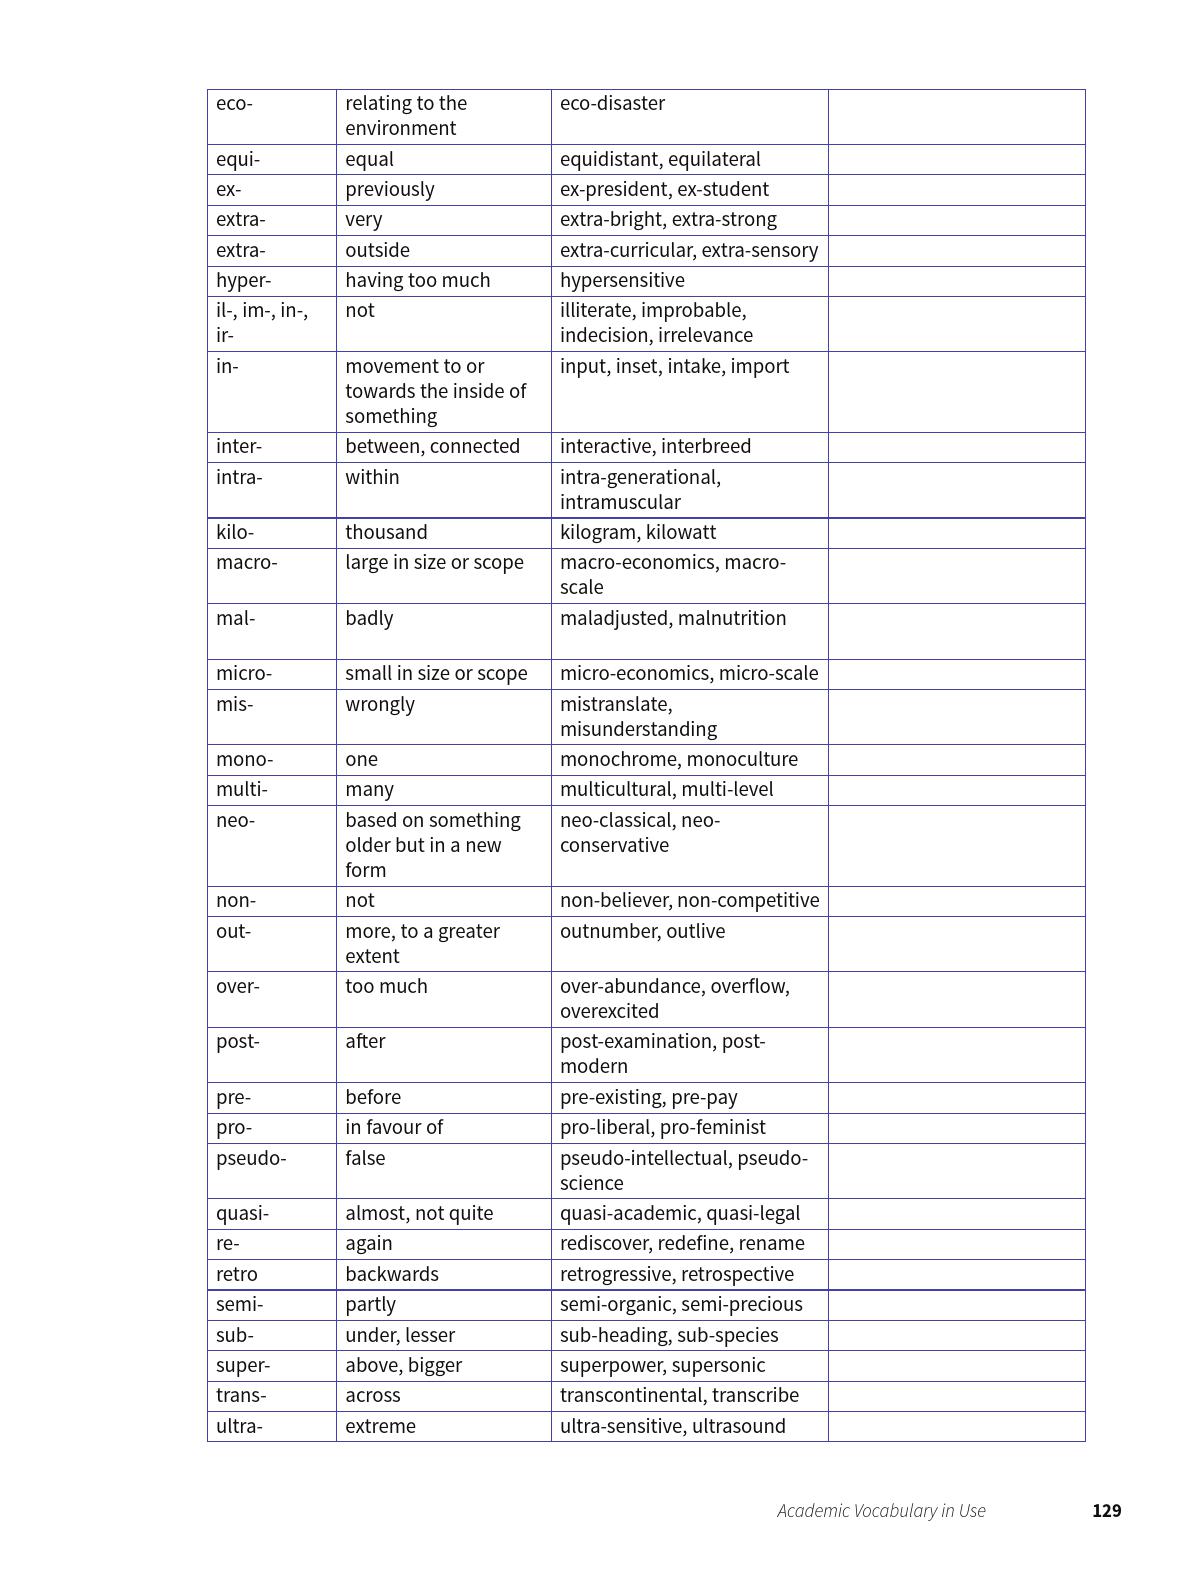 eco- relating to the eco-disaster
environment
equi- equal equidistant, equilateral
ex- previously ex-president, ex-student
extra- very extra-bright, extra-strong
extra- outside extra-curricular, extra-sensory
hyper- having too much hypersensitive
il-, im-, in-, not illiterate, improbable,
ir- indecision, irrelevance
in- movement to or input, inset, intake, import
towards the inside of
something
inter- between, connected interactive, interbreed
intra- within intra-generational,
intramuscular
kilo- thousand kilogram, kilowatt
macro- large in size or scope macro-economics, macro-
scale
mal- badly maladjusted, malnutrition
micro- small in size or scope micro-economics, micro-scale
mis- wrongly mistranslate,
misunderstanding
mono- one monochrome, monoculture
multi- many multicultural, multi-level
neo- based on something neo-classical, neo-
older but in a new conservative
form
non- not non-believer, non-competitive
out- more, to a greater outnumber, outlive
extent
over- too much over-abundance, overflow,
overexcited
post- after post-examination, post-
modern
pre- before pre-existing, pre-pay
pro- in favour of pro-liberal, pro-feminist
pseudo- false pseudo-intellectual, pseudo-
science
quasi- almost, not quite quasi-academic, quasi-legal
re- again rediscover, redefine, rename
retro backwards retrogressive, retrospective
semi- partly semi-organic, semi-precious
sub- under, lesser sub-heading, sub-species
super- above, bigger superpower, supersonic
trans- across transcontinental, transcribe
ultra- extreme ultra-sensitive, ultrasound
Academic Vocabulary in Use 129